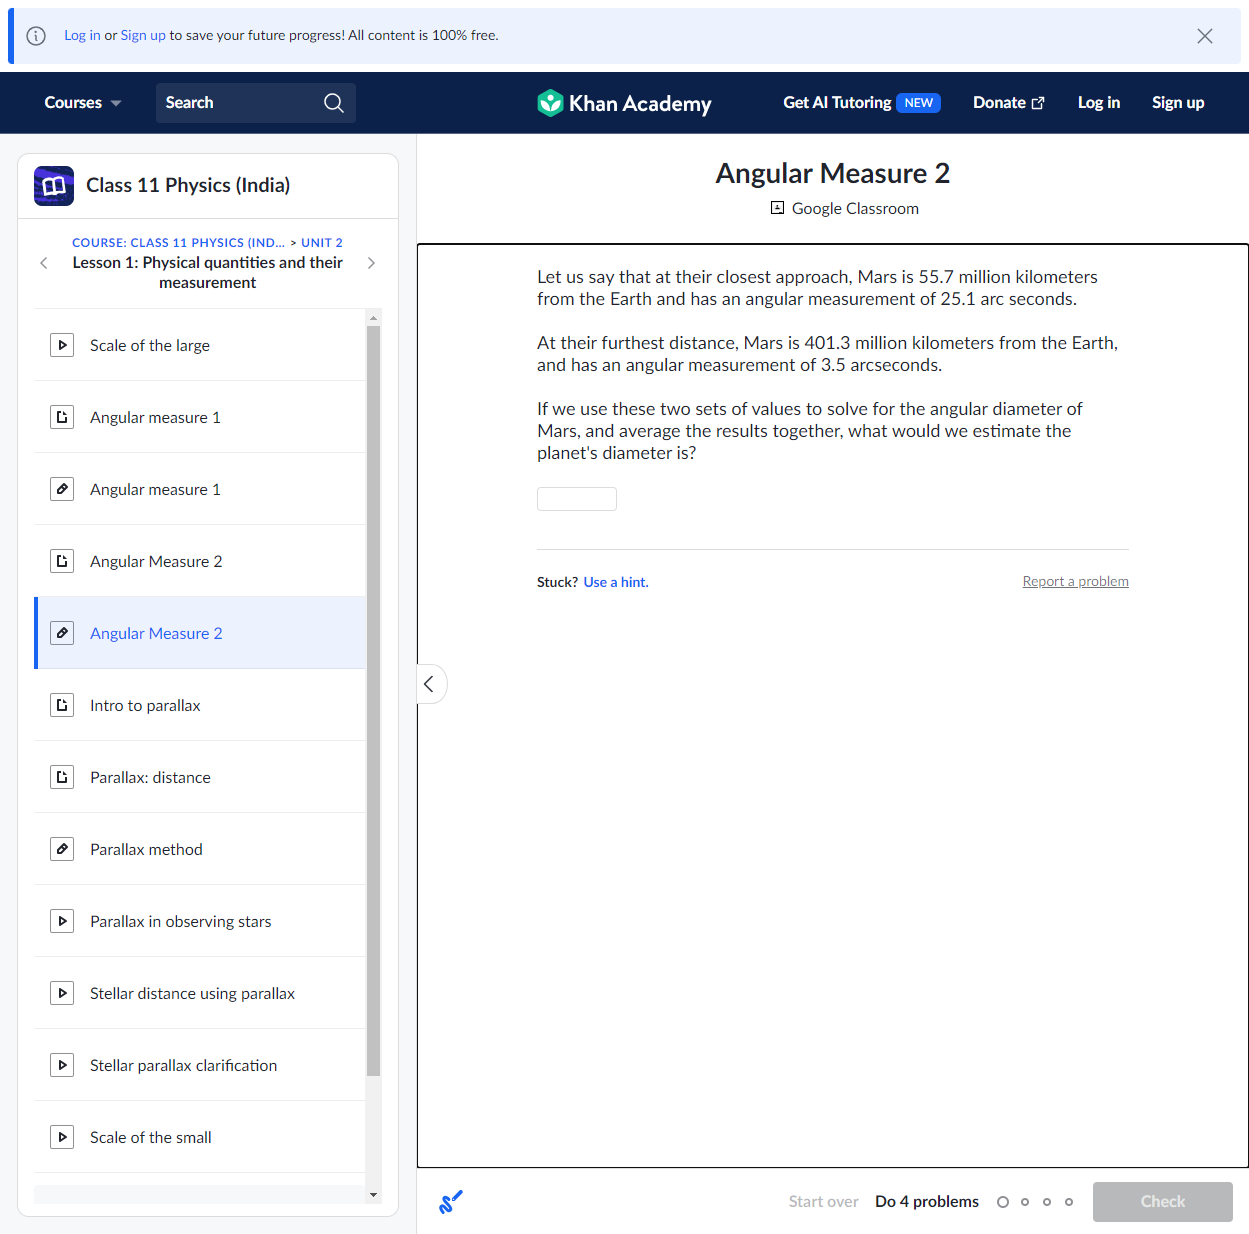 Log in or Sign up to save your future progress! All content is 100% free.
Courses
Search
Khan Academy
Get AI Tutoring NEW
Donate
Log in
Sign up
Class 11 Physics (India)
COURSE: CLASS 11 PHYSICS (IND... > UNIT 2
Lesson 1: Physical quantities and their
measurement
Scale of the large
Angular measure 1
Angular measure 1
Angular Measure 2
Angular Measure 2
Intro to parallax
Parallax: distance
Parallax method
Parallax in observing stars
Stellar distance using parallax
Stellar parallax clarification
Scale of the small
Angular Measure 2
Google Classroom
Let us say that at their closest approach, Mars is 55.7 million kilometers
from the Earth and has an angular measurement of 25.1 arc seconds.
At their furthest distance, Mars is 401.3 million kilometers from the Earth,
and has an angular measurement of 3.5 arcseconds.
If we use these two sets of values to solve for the angular diameter of
Mars, and average the results together, what would we estimate the
planet's diameter is?
Stuck? Use a hint.
Report a problem
Start over
Do 4 problems
Check